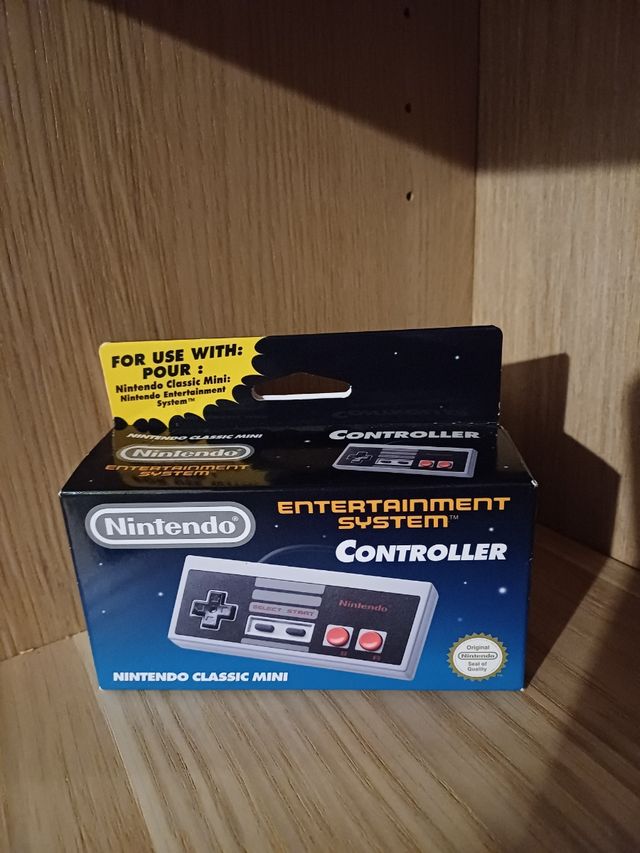 FOR USE WITH:
POUR :
Nintendo Classic Mini:
Nintendo Entertainment
System™
NINTENDO CLASSIC MINI
Nintendo
ENTERTAINMENT
SYSTEM™
CONTROLLER
Nintendo®
ENTERTAINMENT
SYSTEM™
CONTROLLER
SELECT START
Nintendo
B A
NINTENDO CLASSIC MINI
Original
Nintendo
Seal of
Quality